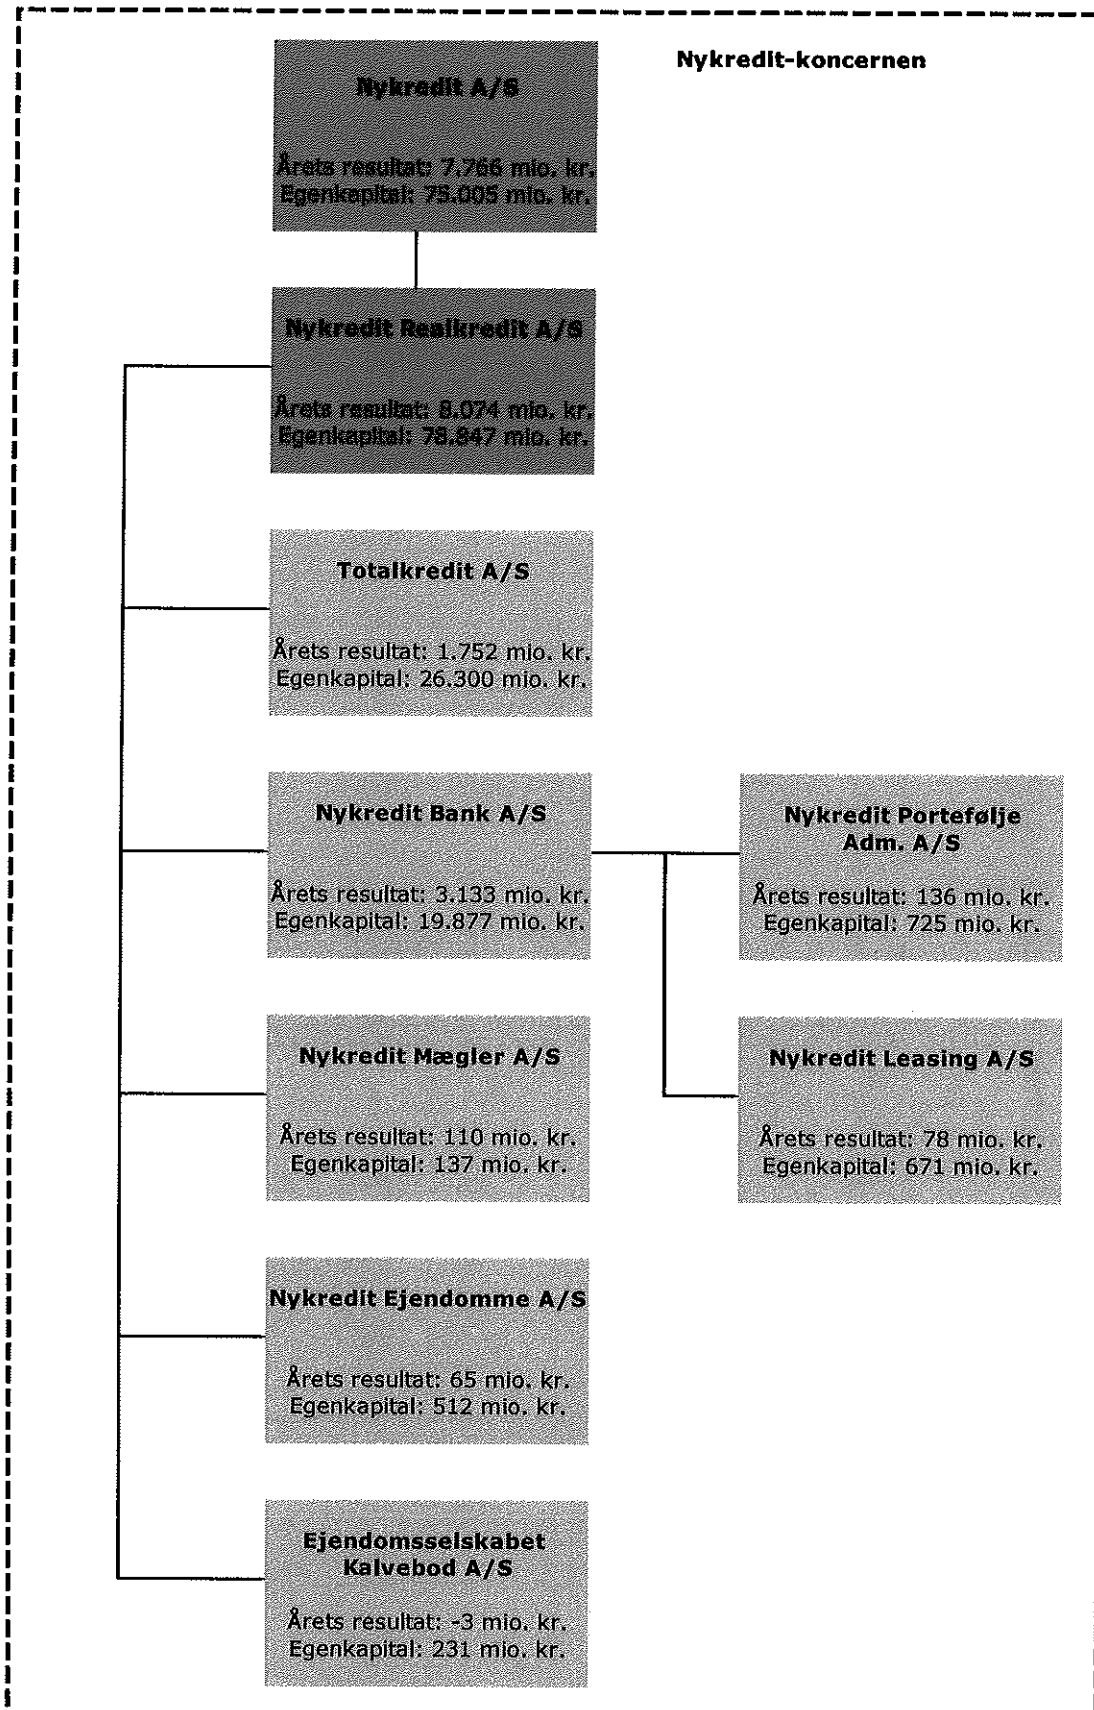 Nykredit-koncernen
Nykredit A/S
Årets resultat: 7.766 mio. kr.
Egenkapital: 75.005 mio. kr.
Nykredit Realkredit A/S
Årets resultat: 8.074 mio. kr.
Egenkapital: 78.847 mio. kr.
Totalkredit A/S
Årets resultat: 1.752 mio. kr.
Egenkapital: 26.300 mio. kr.
Nykredit Bank A/S
Årets resultat: 3.133 mio. kr.
Egenkapital: 19.877 mio. kr.
Nykredit Portefølje
Adm. A/S
Årets resultat: 136 mio. kr.
Egenkapital: 725 mio. kr.
Nykredit Mægler A/S
Årets resultat: 110 mio. kr.
Egenkapital: 137 mio. kr.
Nykredit Leasing A/S
Årets resultat: 78 mio. kr.
Egenkapital: 671 mio. kr.
Nykredit Ejendomme A/S
Årets resultat: 65 mio. kr.
Egenkapital: 512 mio. kr.
Ejendomsselskabet
Kalvebod A/S
Årets resultat: -3 mio. kr.
Egenkapital: 231 mio. kr.